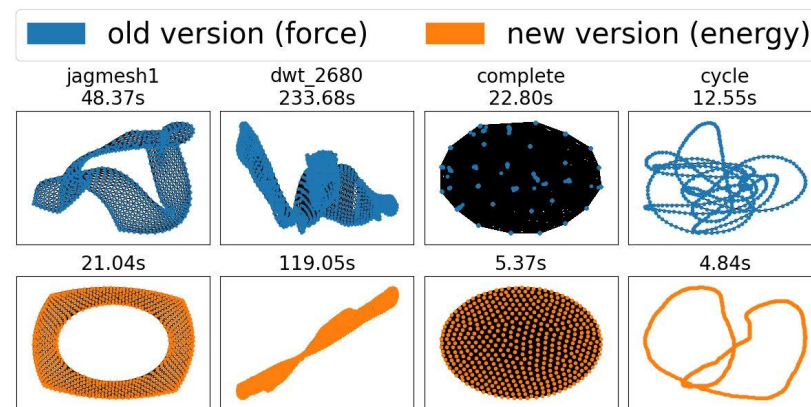 old version (force) new version (energy)
jagmesh1 dwt_2680 complete cycle
48.37s 233.68s 22.80s 12.55s
21.04s 119.05s 5.37s 4.84s